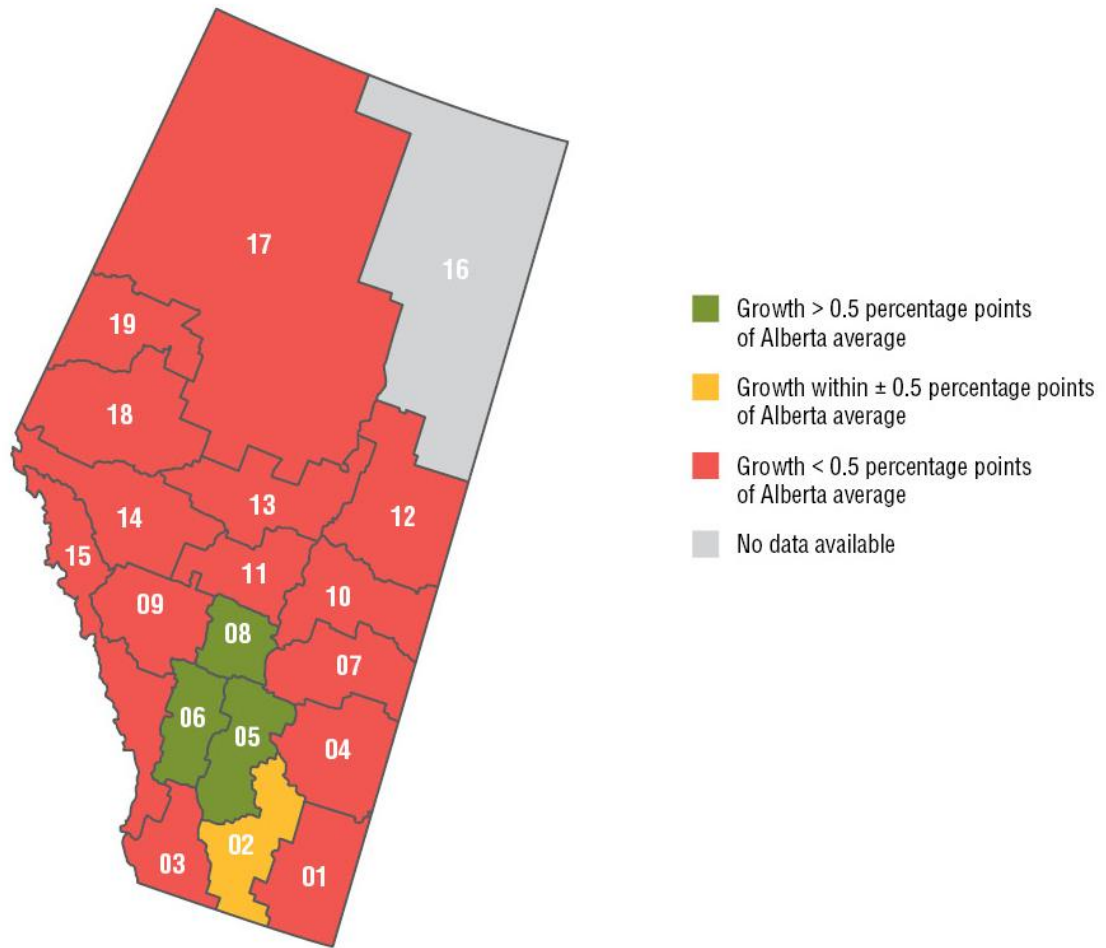 17
16
19
18
13
12
14
15
11
10
09
08
07
06
05
04
02
03
01
Growth > 0.5 percentage points
of Alberta average
Growth within ± 0.5 percentage points
of Alberta average
Growth < 0.5 percentage points
of Alberta average
No data available